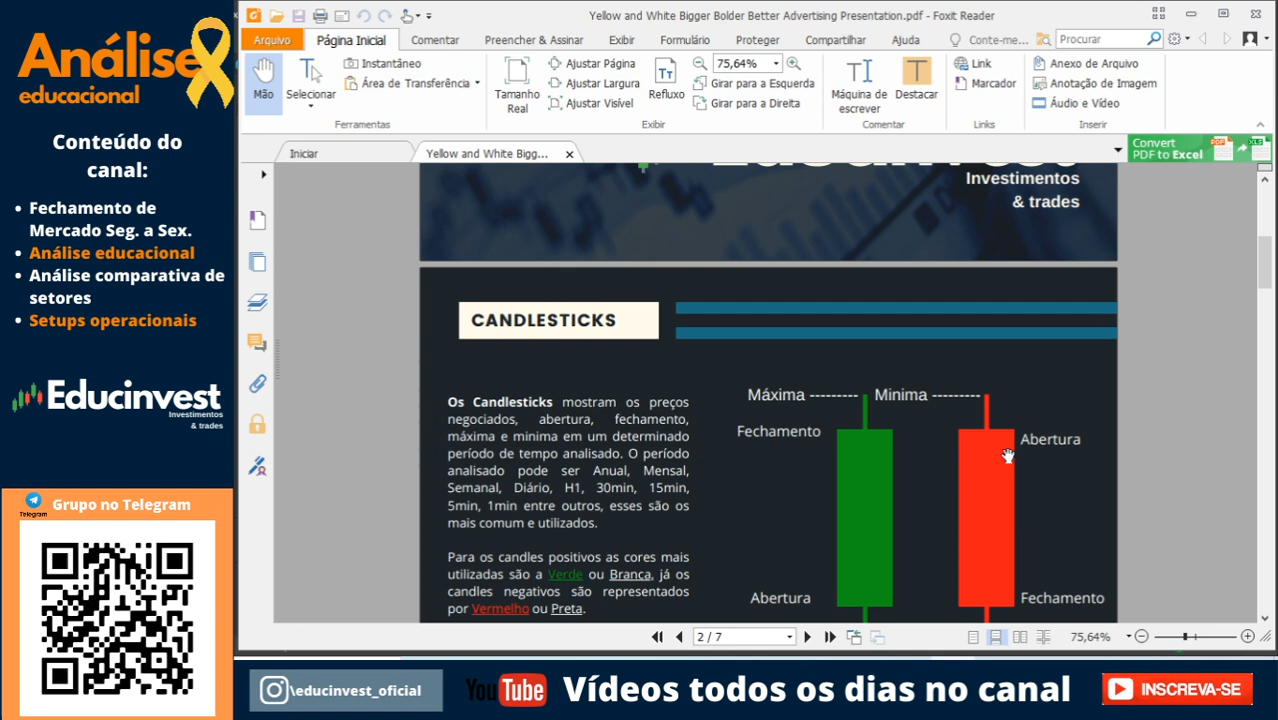 Análise
educacional
Conteúdo do
canal:
Fechamento de
Mercado Seg. a Sex.
Análise educacional
Análise comparativa de
setores
Setups operacionais
Educinvest
Investimentos
& trades
Telegram
Grupo no Telegram
Yellow and White Bigger Bolder Better Advertising Presentation.pdf - Foxit Reader
Arquivo
Página Inicial
Comentar
Preencher & Assinar
Exibir
Formulário
Proteger
Compartilhar
Ajuda
Conte-me...
Procurar
Mão
Selecionar
Instantâneo
Área de Transferência
Ferramentas
Tamanho
Real
Ajustar Página
Ajustar Largura
Ajustar Visível
Refluxo
75,64%
Girar para a Esquerda
Girar para a Direita
Exibir
Máquina de
escrever
Destacar
Comentar
Link
Marcador
Links
Anexo de Arquivo
Anotação de Imagem
Áudio e Vídeo
Inserir
Iniciar
Yellow and White Bigg...
Convert
PDF to Excel
Investimentos
& trades
CANDLESTICKS
Os Candlesticks mostram os preços
negociados, abertura, fechamento,
máxima e minima em um determinado
período de tempo analisado. O período
analisado pode ser Anual, Mensal,
Semanal, Diário, H1, 30min, 15min,
5min, 1min entre outros, esses são os
mais comum e utilizados.
Para os candles positivos as cores mais
utilizadas são a Verde ou Branca, já os
candles negativos são representados
por Vermelho ou Preta.
Máxima ---------
Minima ---------
Fechamento
Abertura
Abertura
Fechamento
2 / 7
75,64%
\educinvest_oficial
YouTube
Vídeos todos os dias no canal
INSCREVA-SE